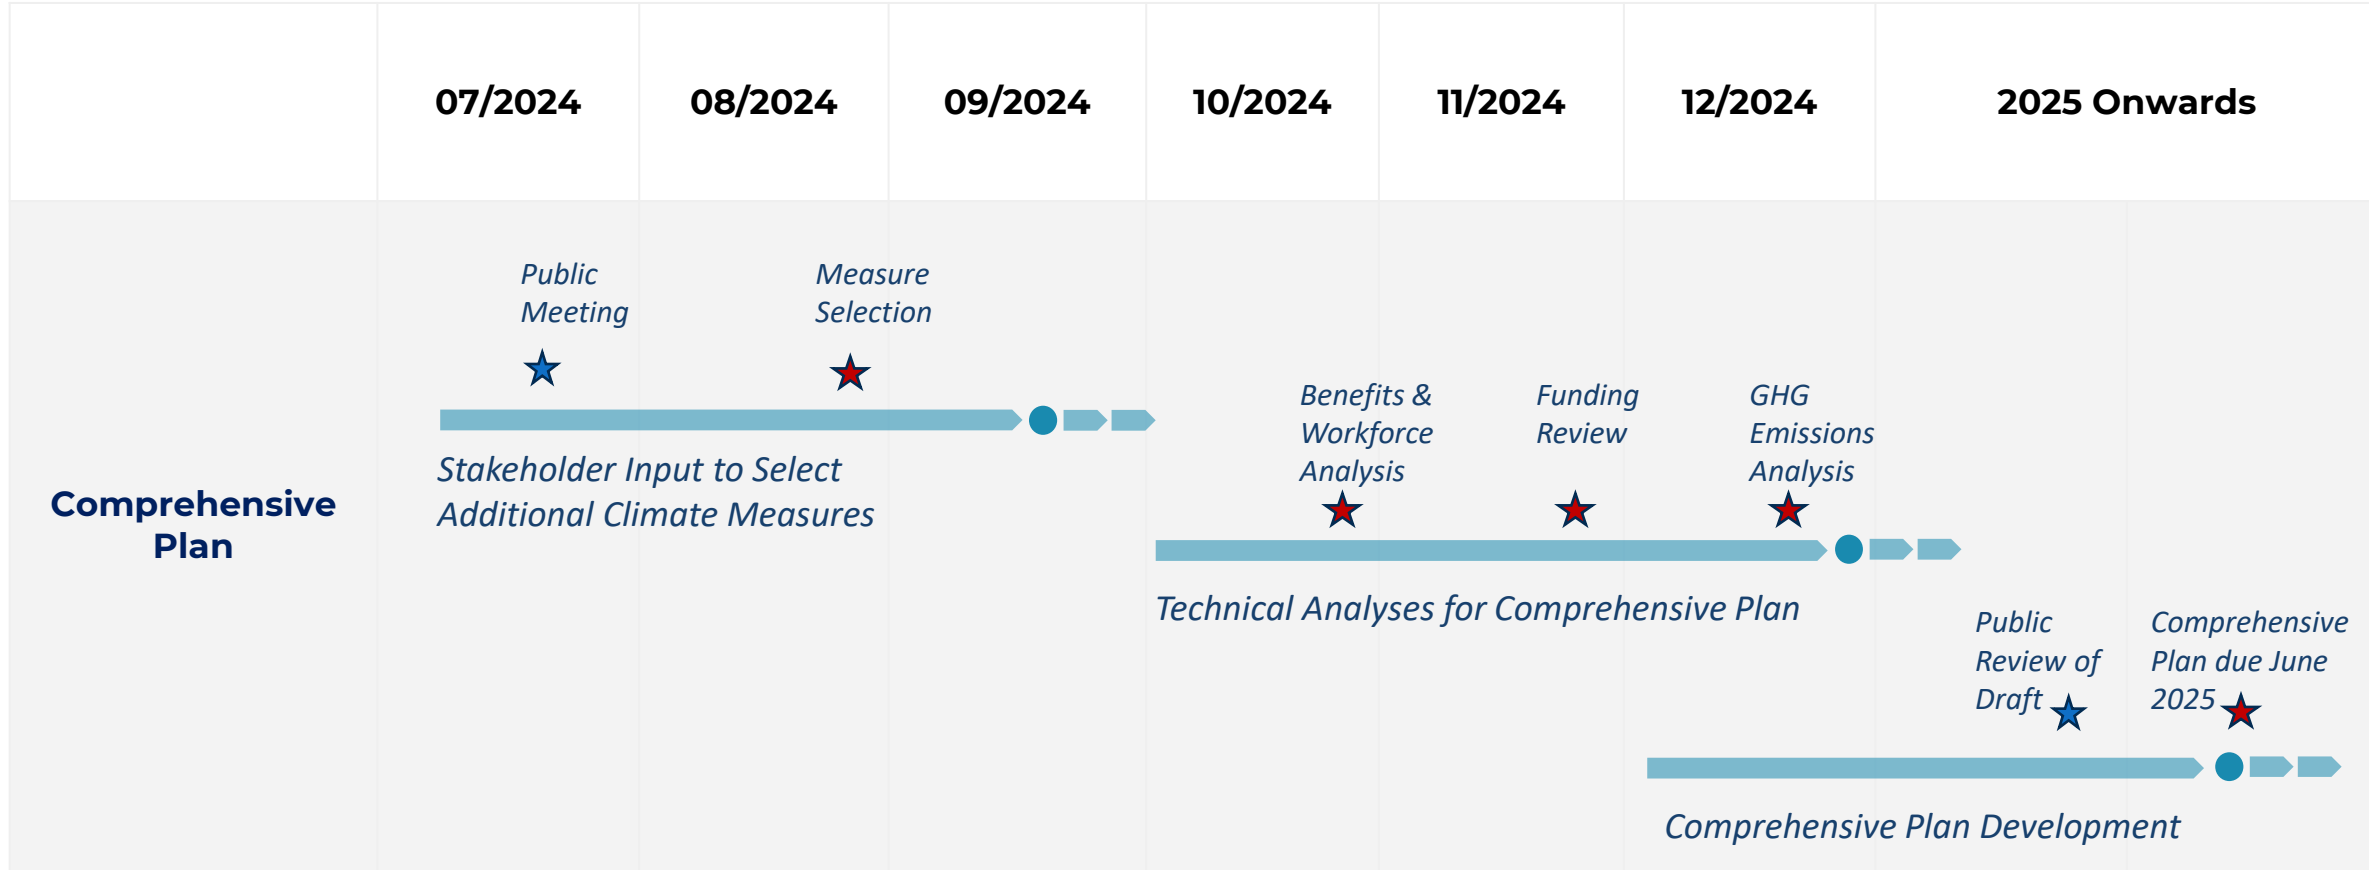 07/2024
08/2024
09/2024
10/2024
11/2024
12/2024
2025 Onwards
Comprehensive
Plan
Public
Meeting
Measure
Selection
Stakeholder Input to Select
Additional Climate Measures
Benefits &
Workforce
Analysis
Funding
Review
GHG
Emissions
Analysis
Technical Analyses for Comprehensive Plan
Public
Review of
Draft
Comprehensive
Plan due June
2025
Comprehensive Plan Development